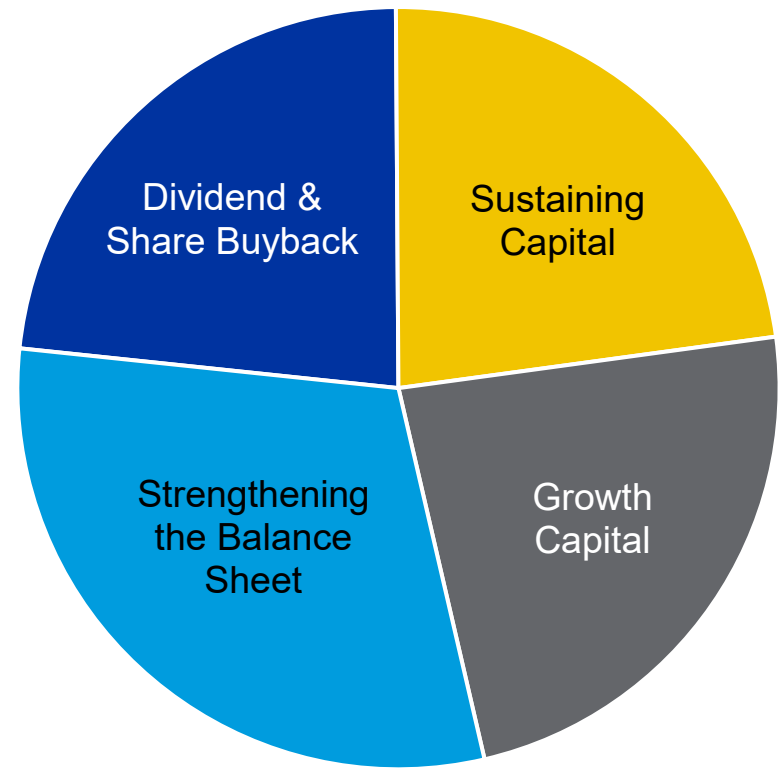 Dividend &
Share Buyback
Sustaining
Capital
Strengthening
the Balance
Sheet
Growth
Capital